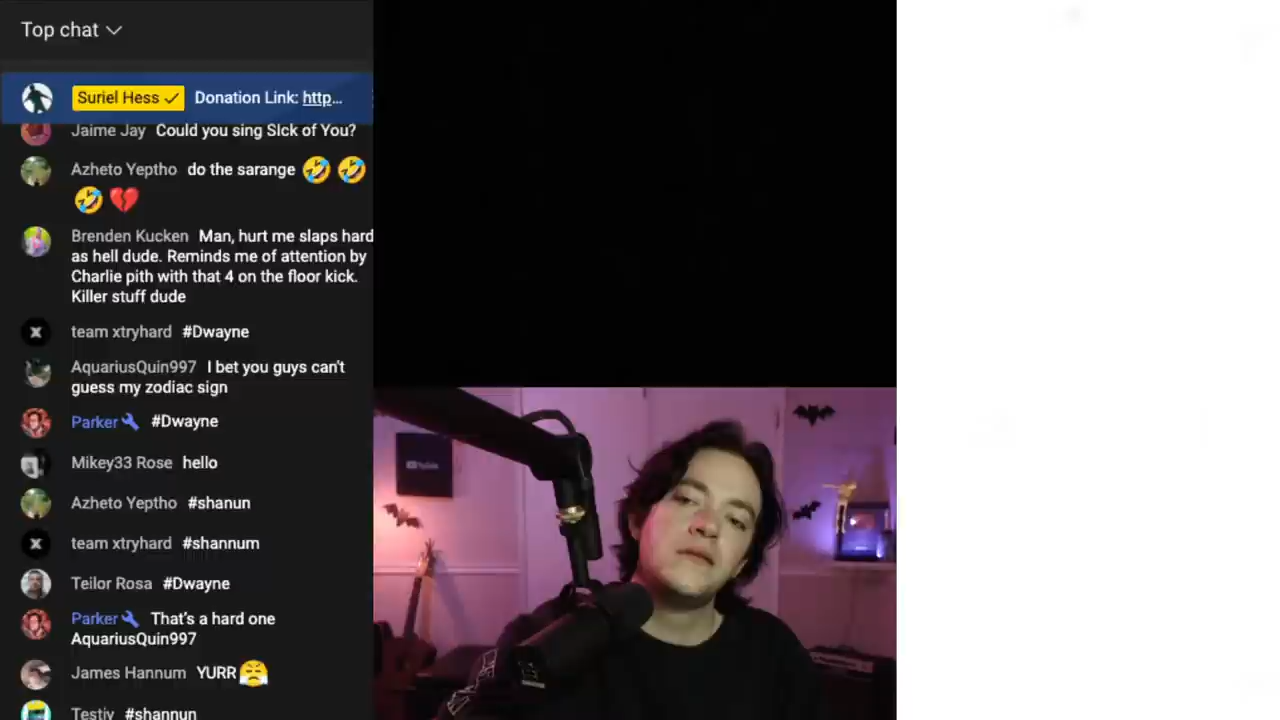 Top chat
Suriel Hess Donation Link: http...
Jaime Jay Could you sing SIck of You?
Azheto Yeptho do the sarange
Brenden Kucken Man, hurt me slaps hard
as hell dude. Reminds me of attention by
Charlie pith with that 4 on the floor kick.
Killer stuff dude
team xtryhard #Dwayne
AquariusQuin997 I bet you guys can't
guess my zodiac sign
Parker #Dwayne
Mikey33 Rose hello
Azheto Yeptho #shanun
team xtryhard #shannum
Teilor Rosa #Dwayne
Parker That's a hard one
AquariusQuin997
James Hannum YURR
Testiv #shannun
YouTube